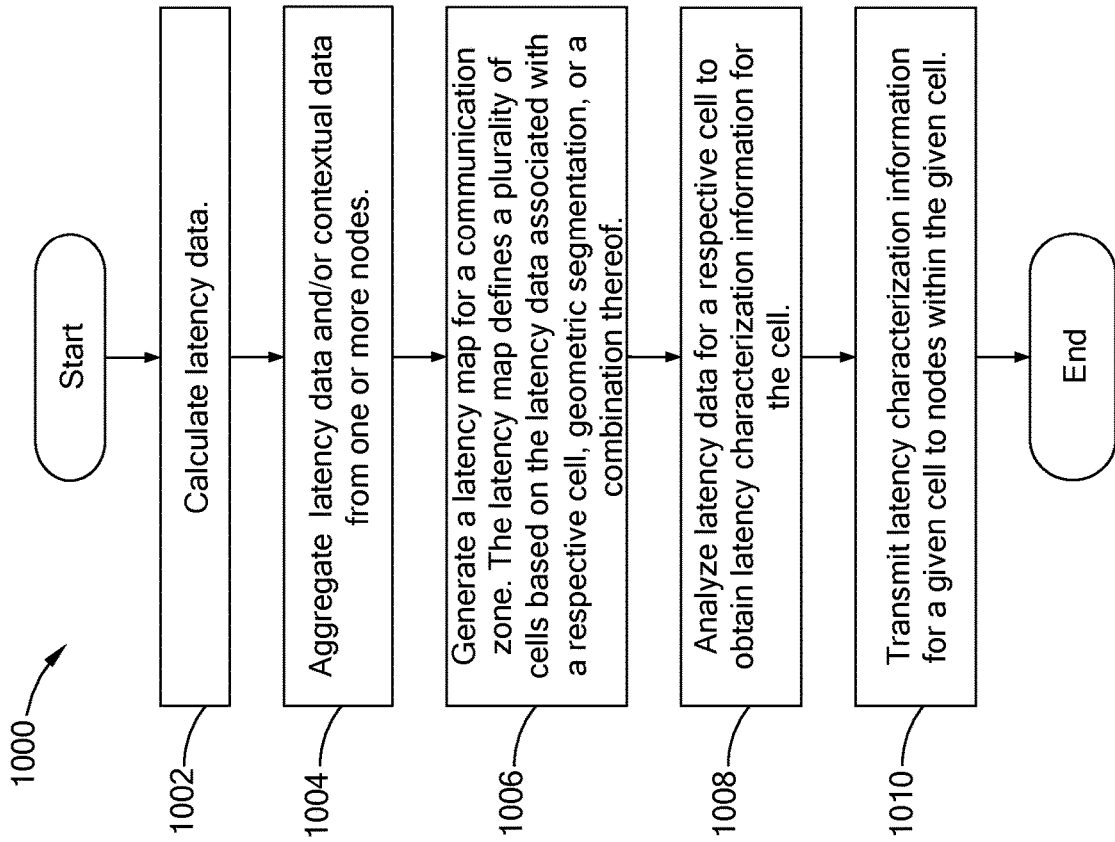 1000
Start
1002
Calculate latency data.
1004
Aggregate latency data and/or contextual data
from one or more nodes.
1006
Generate a latency map for a communication
zone. The latency map defines a plurality of
cells based on the latency data associated with
a respective cell, geometric segmentation, or a
combination thereof.
1008
Analyze latency data for a respective cell to
obtain latency characterization information for
the cell.
1010
Transmit latency characterization information
for a given cell to nodes within the given cell.
End